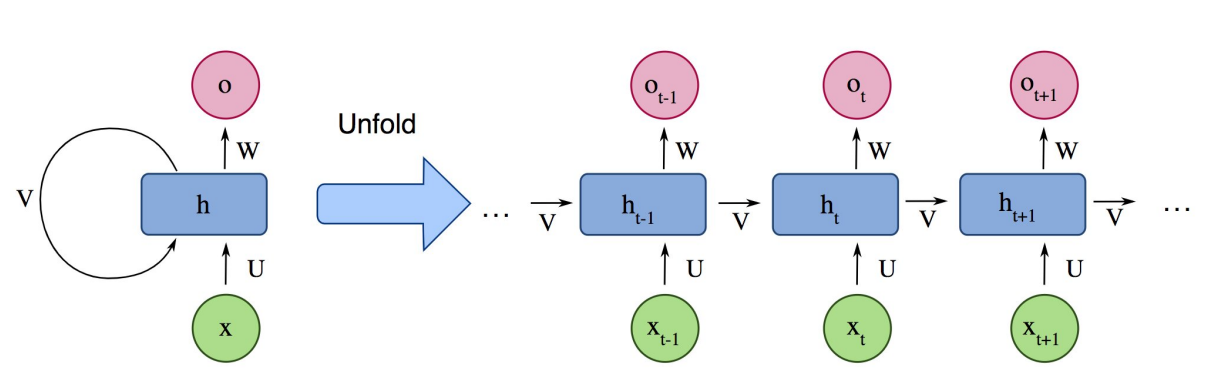 o
W
V
h
U
x
Unfold
...
V
o_{t-1}
W
h_{t-1}
V
U
x_{t-1}
o_t
W
h_t
V
U
x_t
o_{t+1}
W
h_{t+1}
V
U
x_{t+1}
...